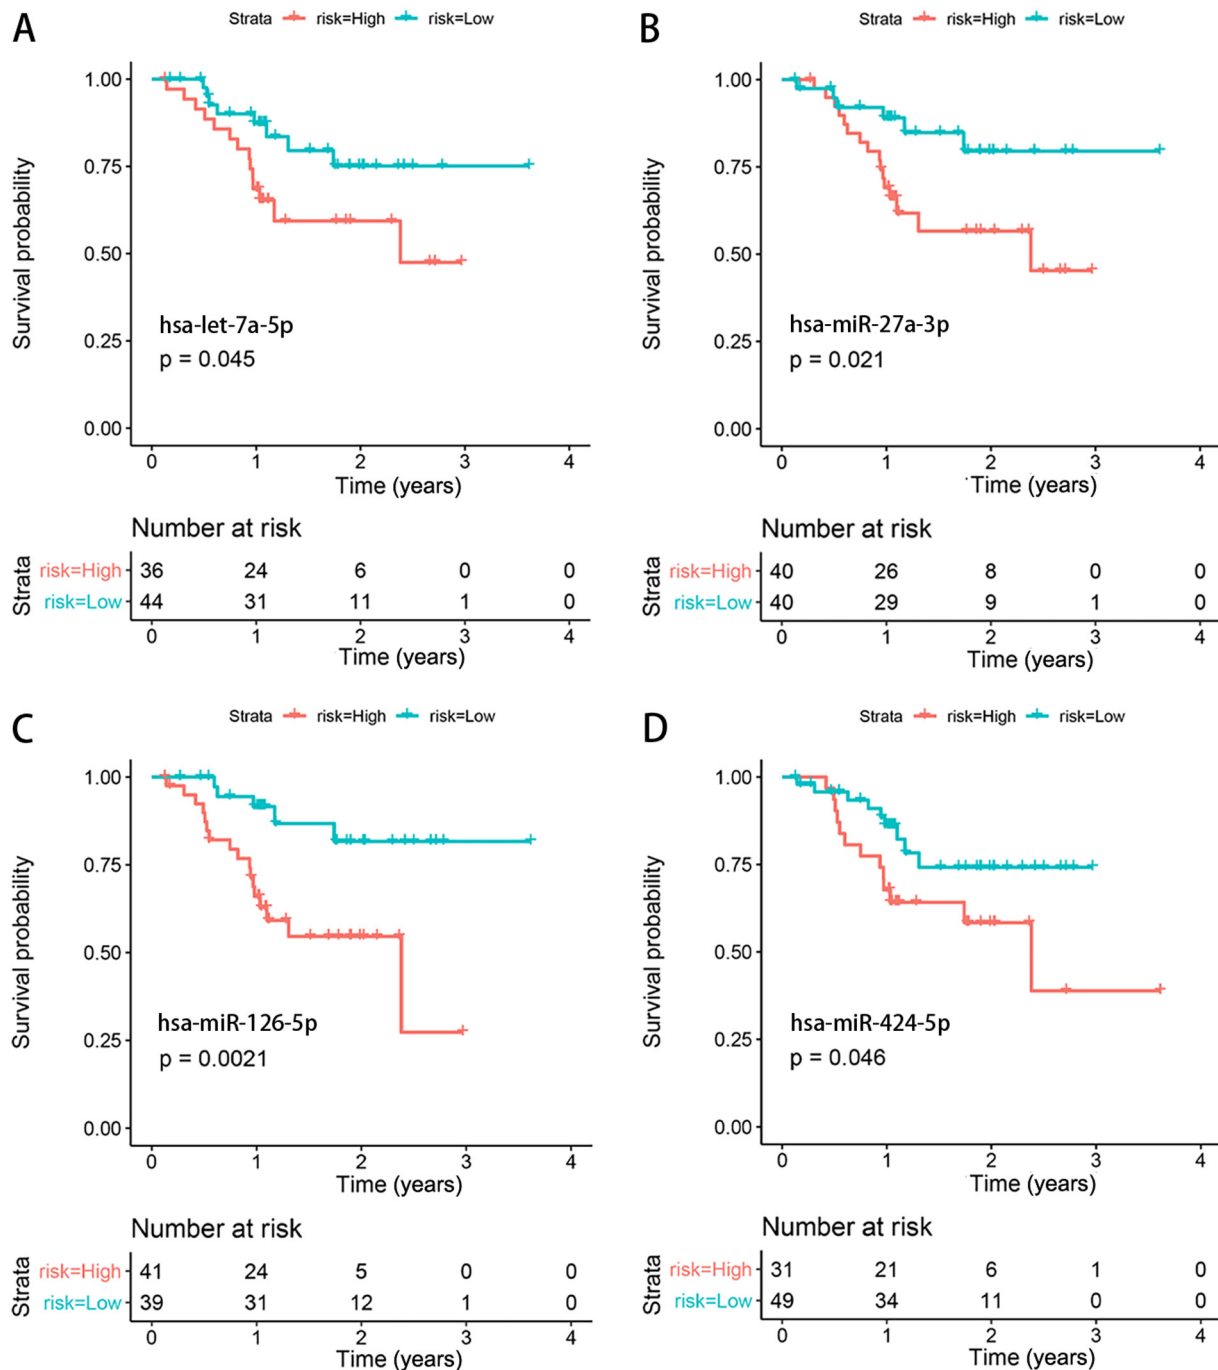 A
Strata risk=High risk=Low
Survival probability
1.00
0.75
0.50
0.25
0.00
hsa-let-7a-5p
p = 0.045
0 1 2 3 4
Time (years)
Number at risk
Strata
risk=High 36 24 6 0 0
risk=Low 44 31 11 1 0
0 1 2 3 4
Time (years)
B
Strata risk=High risk=Low
Survival probability
1.00
0.75
0.50
0.25
0.00
hsa-miR-27a-3p
p = 0.021
0 1 2 3 4
Time (years)
Number at risk
Strata
risk=High 40 26 8 0 0
risk=Low 40 29 9 1 0
0 1 2 3 4
Time (years)
C
Strata risk=High risk=Low
Survival probability
1.00
0.75
0.50
0.25
0.00
hsa-miR-126-5p
p = 0.0021
0 1 2 3 4
Time (years)
Number at risk
Strata
risk=High 41 24 5 0 0
risk=Low 39 31 12 1 0
0 1 2 3 4
Time (years)
D
Strata risk=High risk=Low
Survival probability
1.00
0.75
0.50
0.25
0.00
hsa-miR-424-5p
p = 0.046
0 1 2 3 4
Time (years)
Number at risk
Strata
risk=High 31 21 6 1 0
risk=Low 49 34 11 0 0
0 1 2 3 4
Time (years)